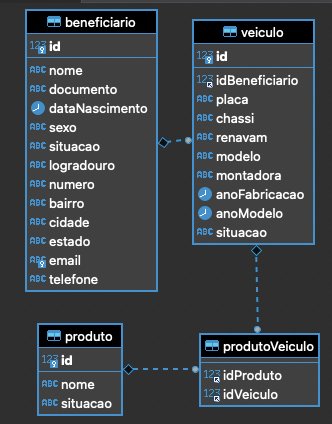 beneficiario
123 id
ABC nome
ABC documento
dataNascimento
ABC sexo
ABC situacao
ABC logradouro
ABC numero
ABC bairro
ABC cidade
ABC estado
ABC email
ABC telefone
veiculo
123 id
123 idBeneficiario
ABC placa
ABC chassi
ABC renavam
ABC modelo
ABC montadora
anoFabricacao
anoModelo
ABC situacao
produto
123 id
ABC nome
ABC situacao
produtoVeiculo
123 idProduto
123 idVeiculo